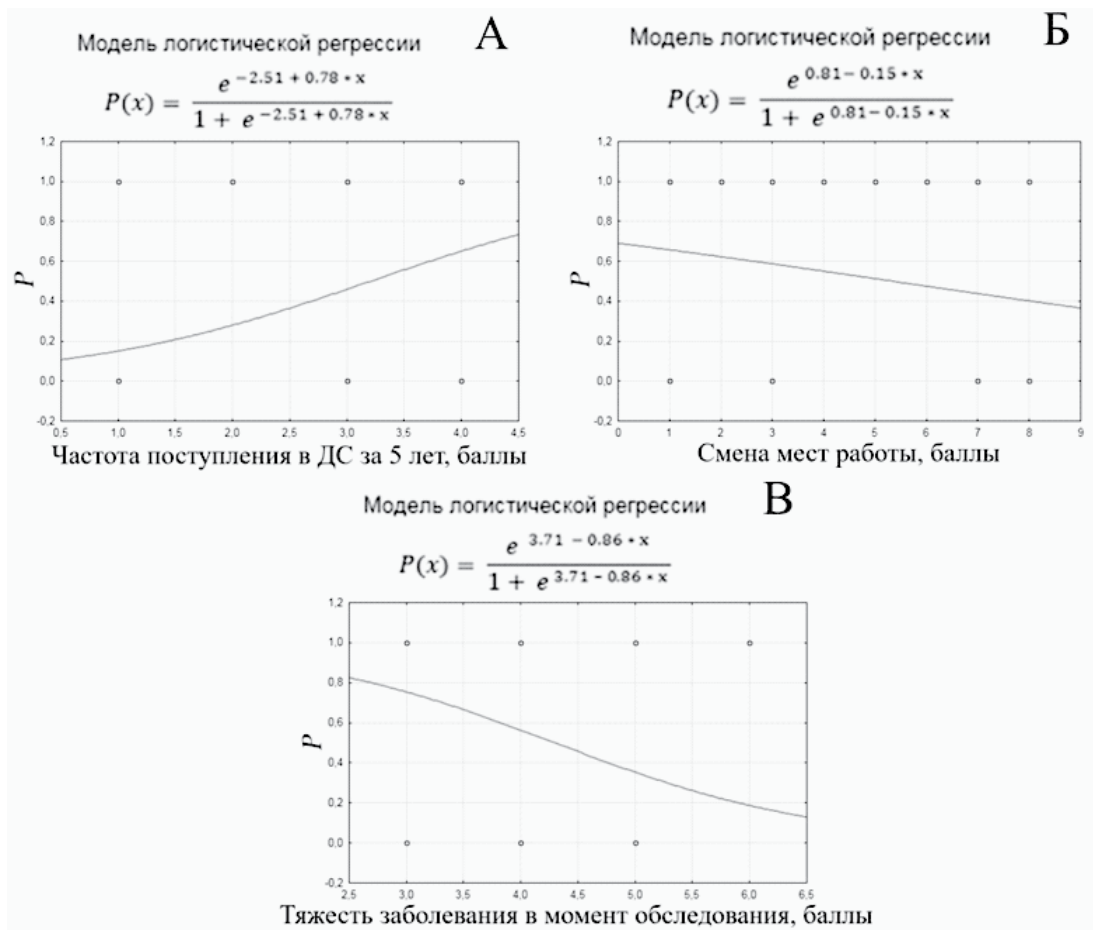 Модель логистической регрессии
А
P(x) = e^{-2.51 + 0.78 * x} / (1 + e^{-2.51 + 0.78 * x})
1,2
1,0
0,8
0,6
0,4
0,2
0,0
-0,2
P
0,5 1,0 1,5 2,0 2,5 3,0 3,5 4,0 4,5
Частота поступления в ДС за 5 лет, баллы
Модель логистической регрессии
Б
P(x) = e^{0.81 - 0.15 * x} / (1 + e^{0.81 - 0.15 * x})
1,2
1,0
0,8
0,6
0,4
0,2
0,0
-0,2
P
0 1 2 3 4 5 6 7 8 9
Смена мест работы, баллы
Модель логистической регрессии
В
P(x) = e^{3.71 - 0.86 * x} / (1 + e^{3.71 - 0.86 * x})
1,2
1,0
0,8
0,6
0,4
0,2
0,0
-0,2
P
2,5 3,0 3,5 4,0 4,5 5,0 5,5 6,0 6,5
Тяжесть заболевания в момент обследования, баллы